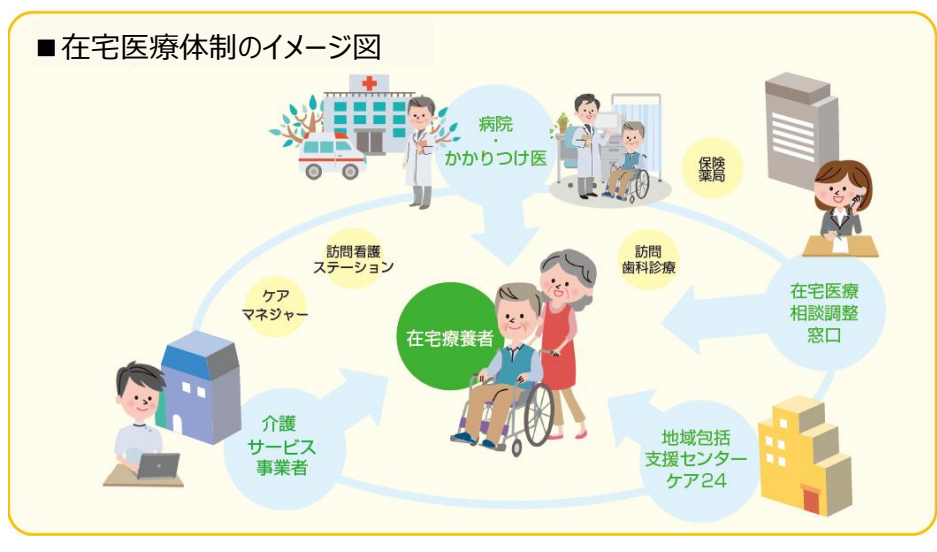 ■在宅医療体制のイメージ図
病院
・
かかりつけ医
保険
薬局
訪問看護
ステーション
訪問
歯科診療
ケア
マネジャー
在宅医療
相談調整
窓口
在宅療養者
介護
サービス
事業者
地域包括
支援センター
ケア24